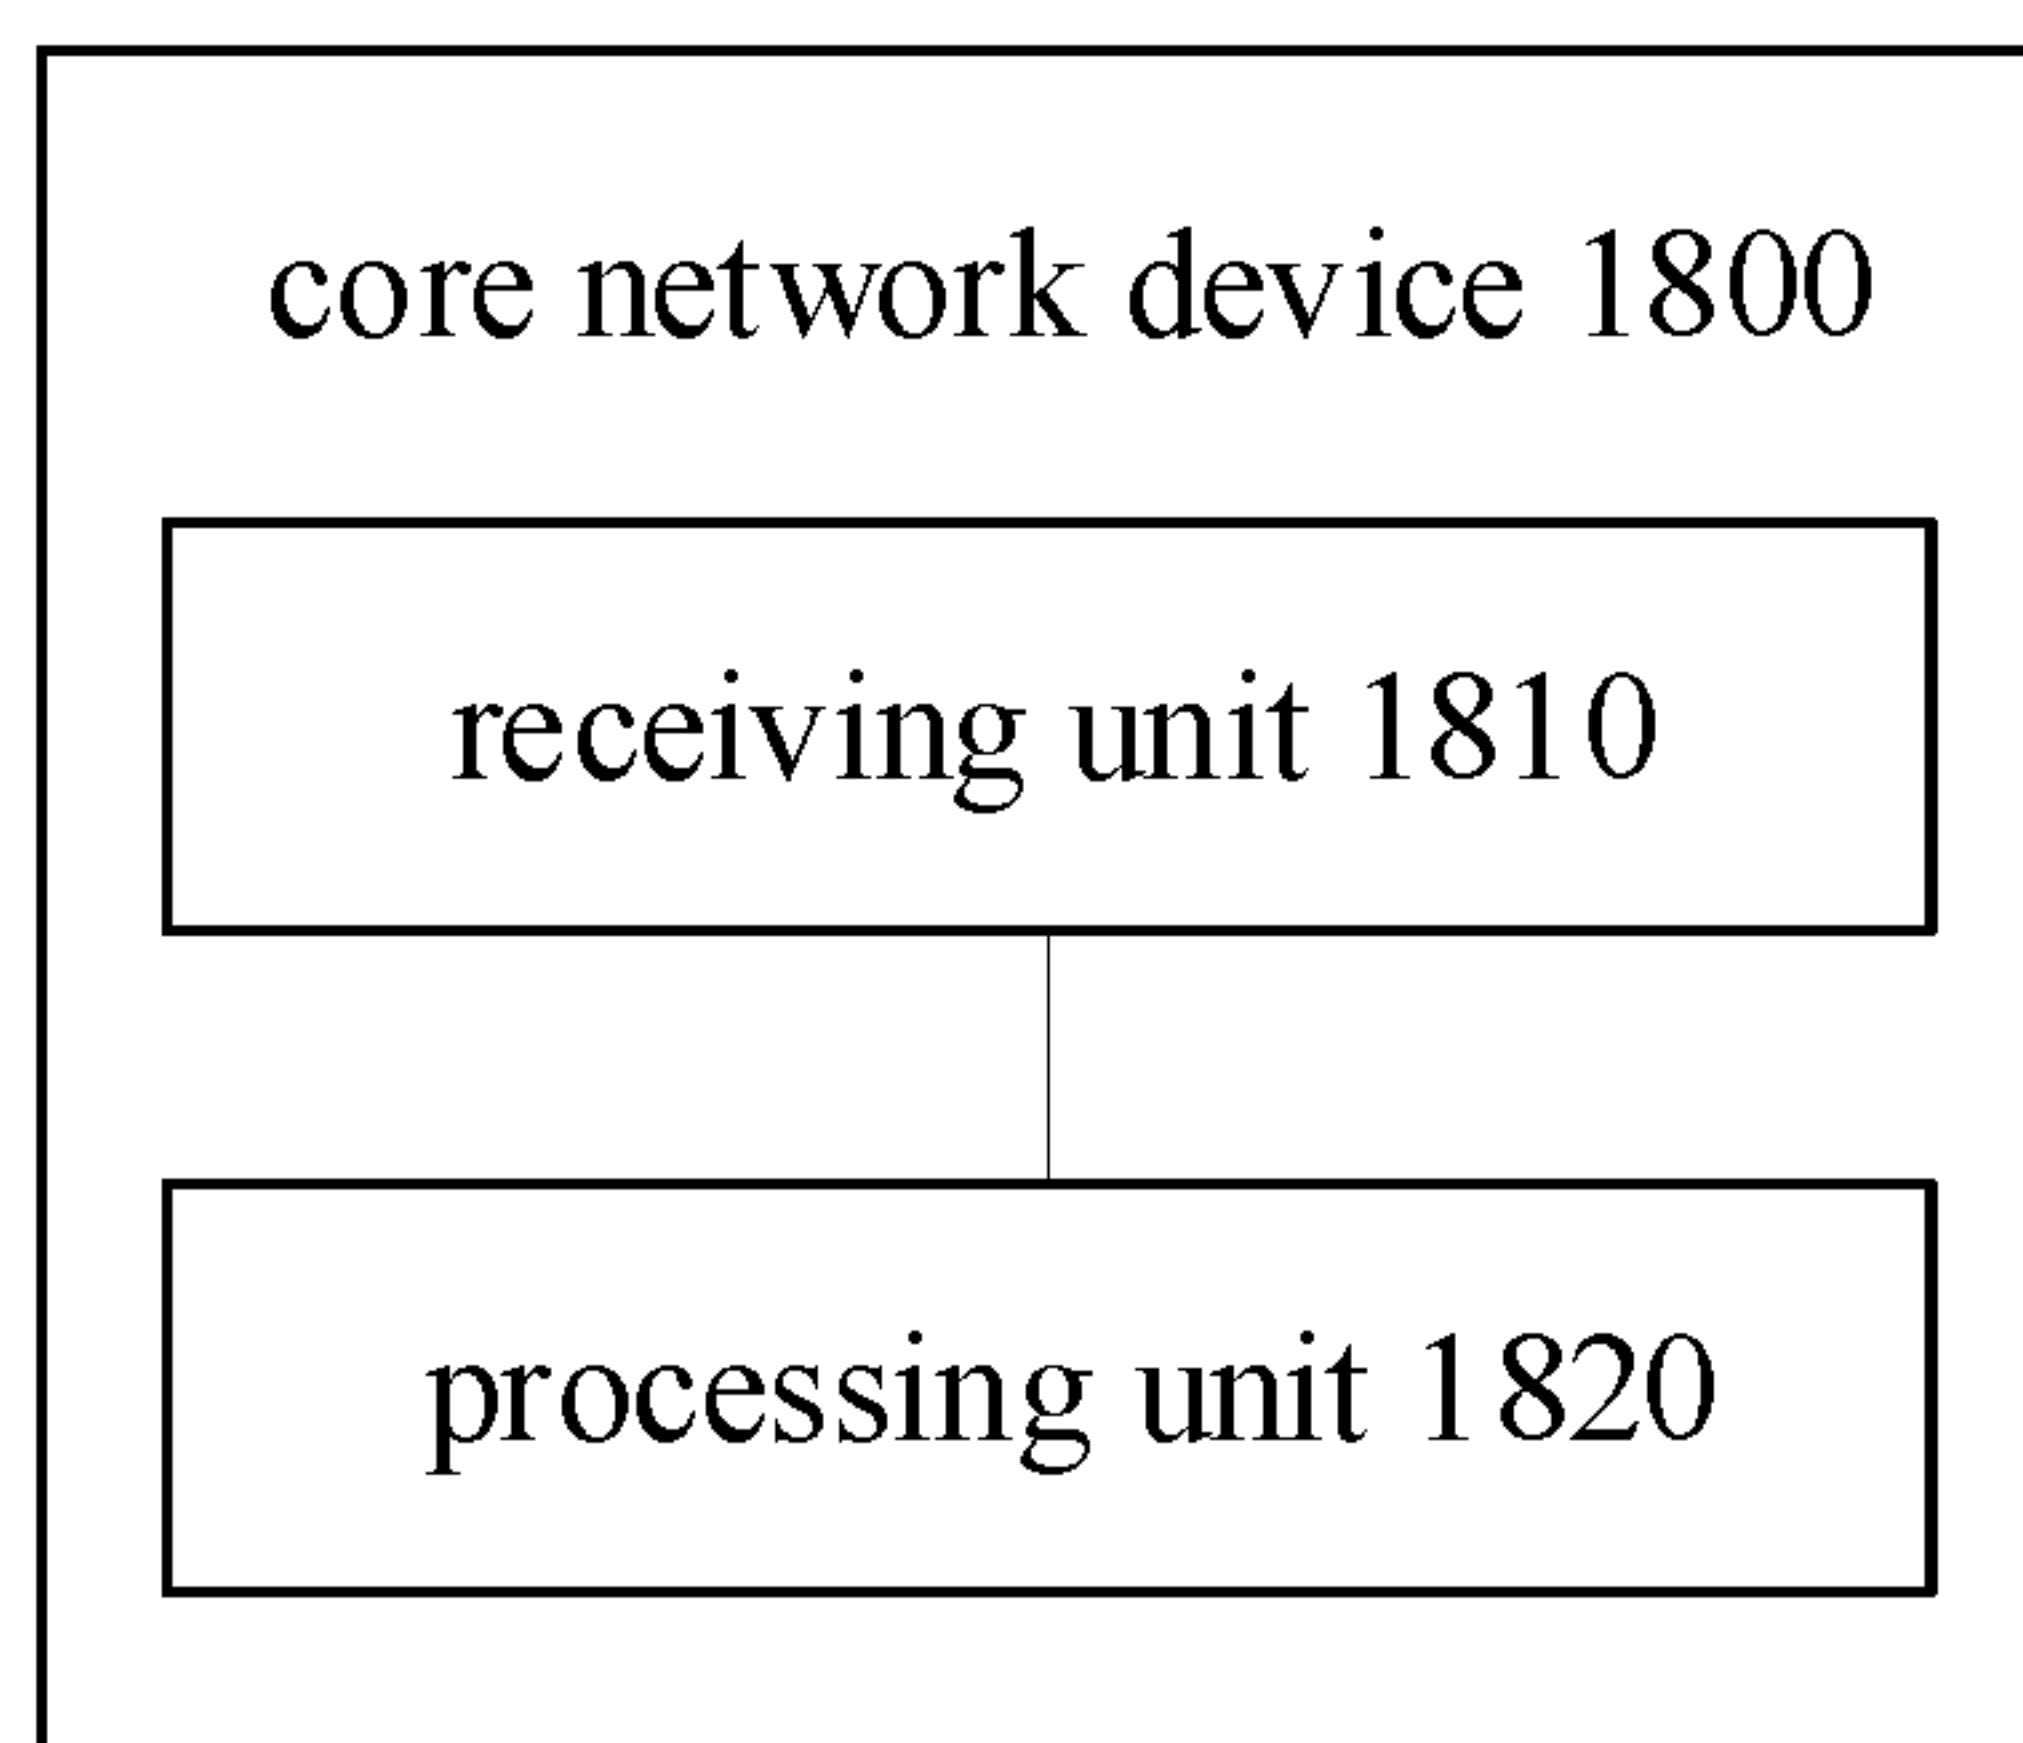 core network device 1800
receiving unit 1810
processing unit 1820